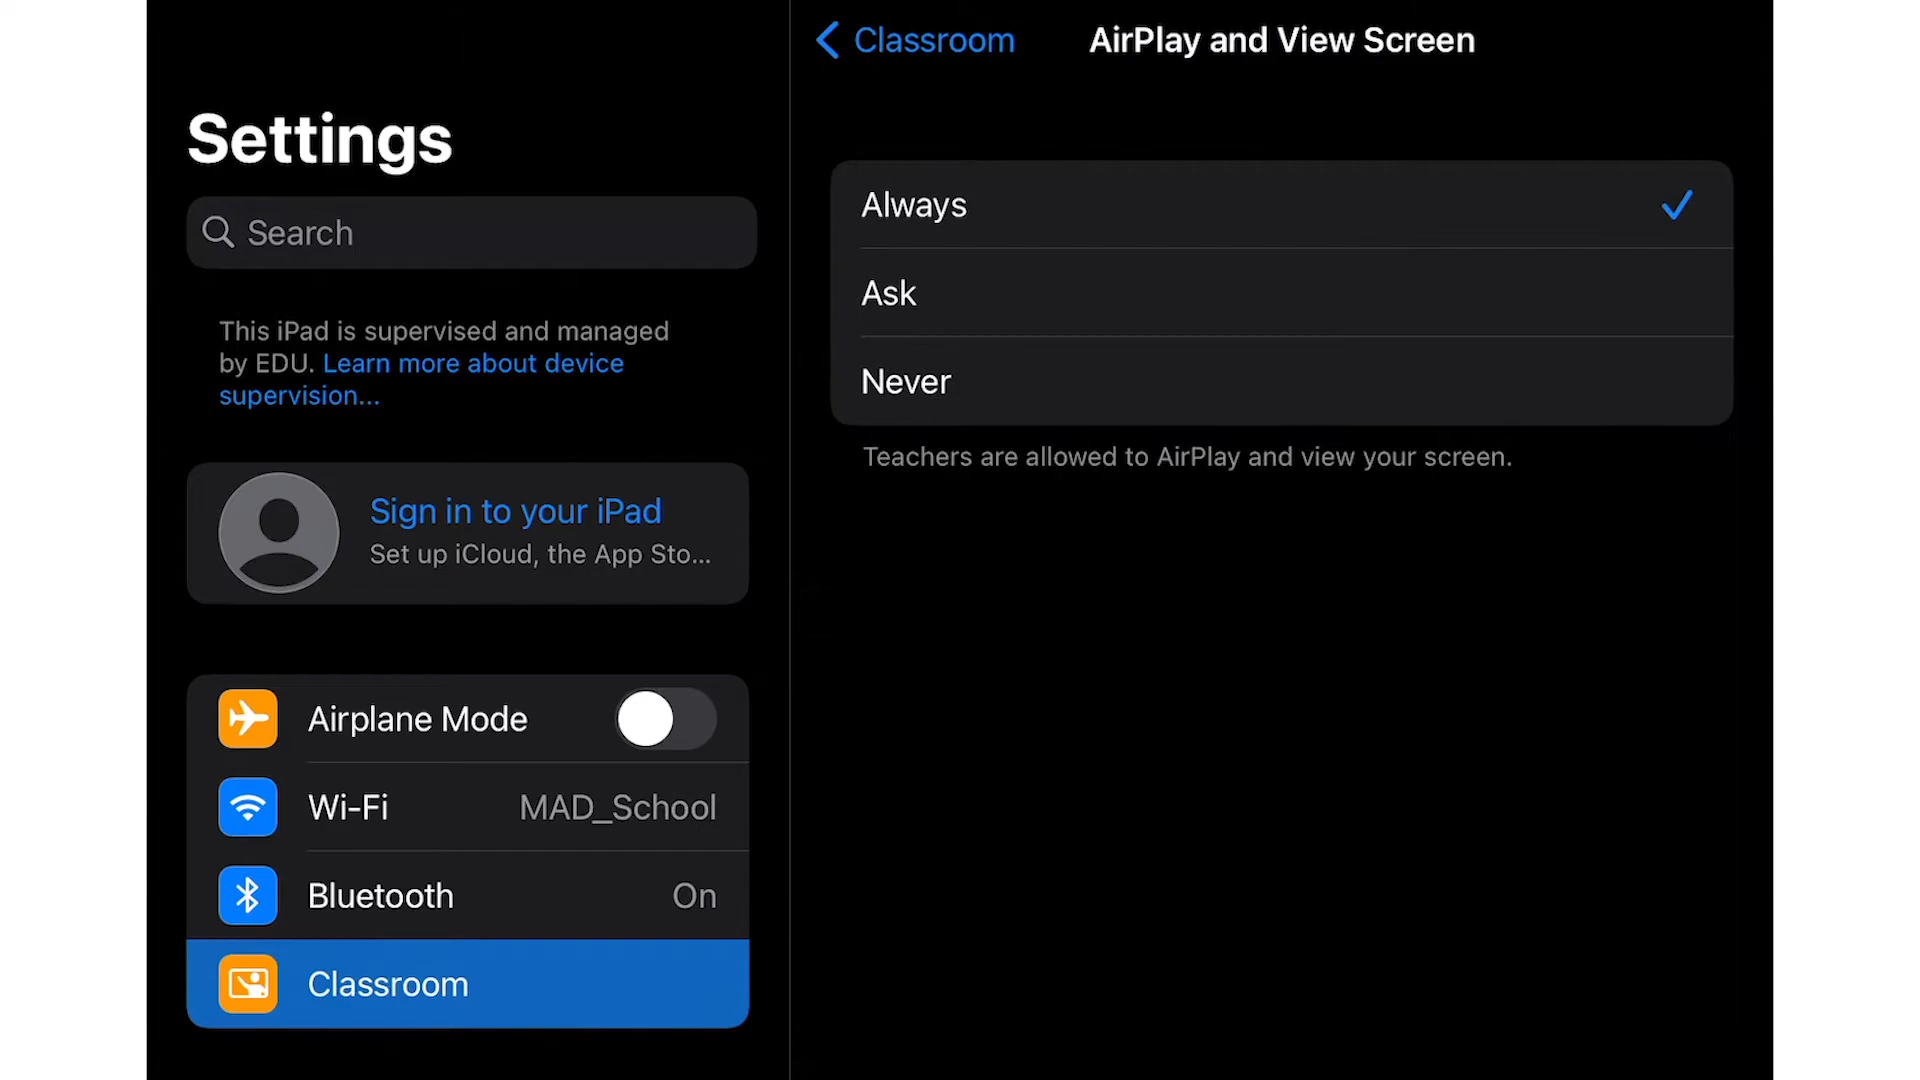 Settings
Search
This iPad is supervised and managed
by EDU. Learn more about device
supervision...
Sign in to your iPad
Set up iCloud, the App Sto...
Airplane Mode
Wi-Fi MAD_School
Bluetooth On
Classroom
Classroom AirPlay and View Screen
Always
Ask
Never
Teachers are allowed to AirPlay and view your screen.